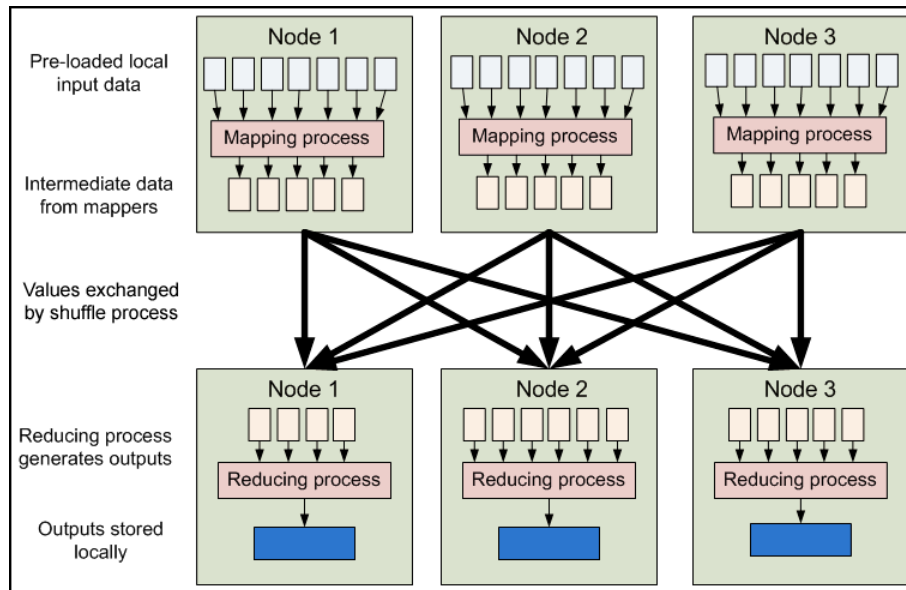 Node 1
Node 2
Node 3
Pre-loaded local
input data
Mapping process
Mapping process
Mapping process
Intermediate data
from mappers
Values exchanged
by shuffle process
Node 1
Node 2
Node 3
Reducing process
generates outputs
Reducing process
Reducing process
Reducing process
Outputs stored
locally